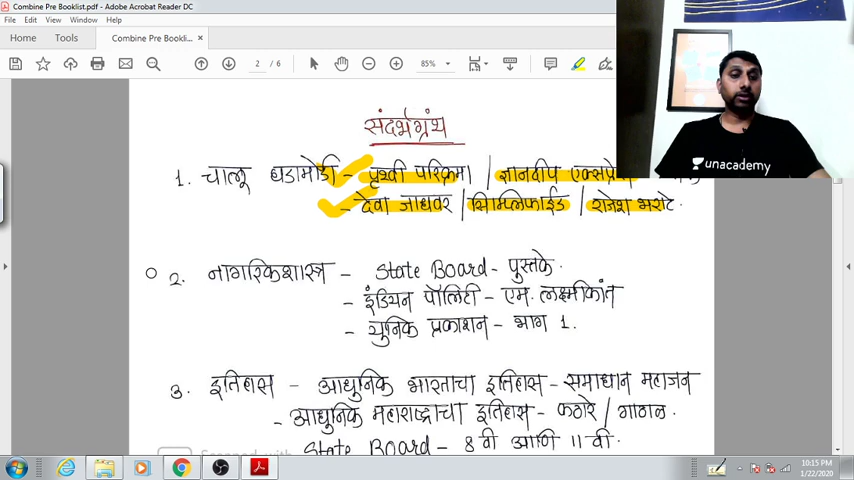 Combine Pre Booklist.pdf - Adobe Acrobat Reader DC
File Edit View Window Help
Home Tools Combine Pre Bookli... ×
2 / 6 85%
संदर्भग्रंथ
1. चालू घडामोडी - पृथ्वी परिक्रमा / ज्ञानदीप
- देवा जाधवर / सिम्प्लिफाईड / राजेश भराटे.
unacademy
2. नागरिकशास्त्र - State Board - पुस्तके.
- इंडियन पॉलिटी - एम. लक्ष्मीकांत
- युनिक प्रकाशन - भाग 1.
3. इतिहास - आधुनिक भारताचा इतिहास - समाधान महाजन
- आधुनिक महाराष्ट्राचा इतिहास - कठारे / गाठाळ.
State Board - 8 वी आणि 11 वी.
10:15 PM
1/22/2020